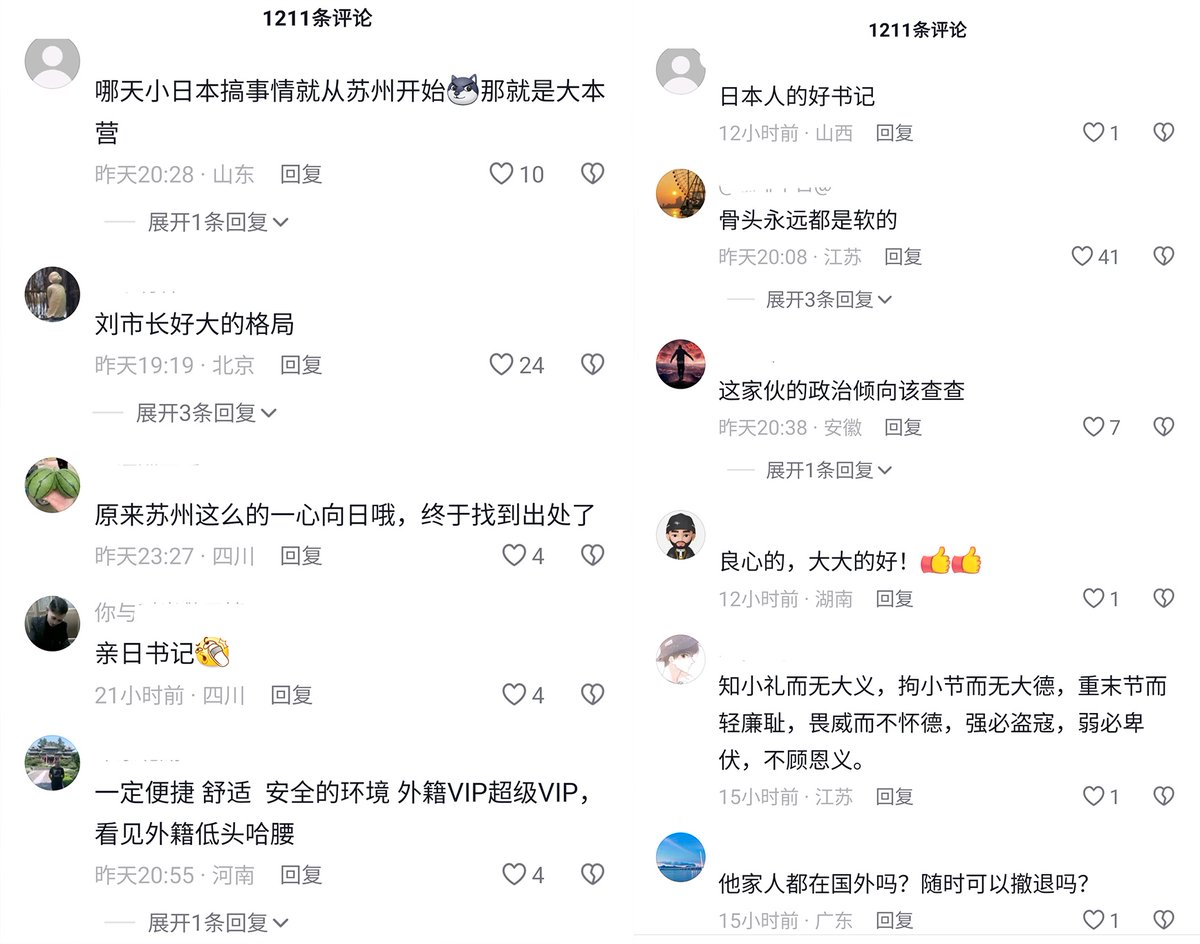 1211条评论
哪天小日本搞事情就从苏州开始那就是大本
营
昨天20:28 · 山东 回复 10
展开1条回复
刘市长好大的格局
昨天19:19 · 北京 回复 24
展开3条回复
原来苏州这么的一心向日哦，终于找到出处了
昨天23:27 · 四川 回复 4
你与
亲日书记
21小时前 · 四川 回复 4
一定便捷 舒适 安全的环境 外籍VIP超级VIP，
看见外籍低头哈腰
昨天20:55 · 河南 回复 4
展开1条回复
1211条评论
日本人的好书记
12小时前 · 山西 回复 1
骨头永远都是软的
昨天20:08 · 江苏 回复 41
展开3条回复
这家伙的政治倾向该查查
昨天20:38 · 安徽 回复 7
展开1条回复
良心的，大大的好！
12小时前 · 湖南 回复 1
知小礼而无大义，拘小节而无大德，重末节而
轻廉耻，畏威而不怀德，强必盗寇，弱必卑
伏，不顾恩义。
15小时前 · 江苏 回复 1
他家人都在国外吗？随时可以撤退吗？
15小时前 · 广东 回复 1